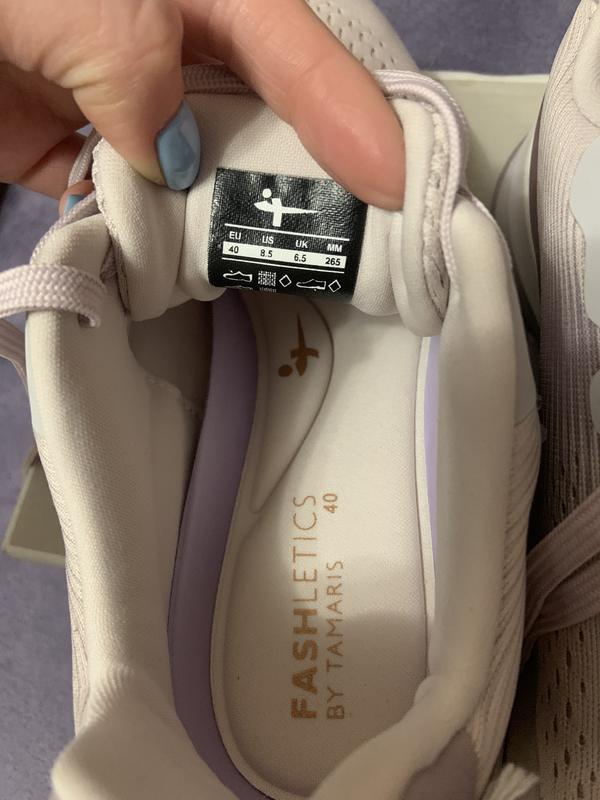 EU US UK MM
40 8.5 6.5 265
FASHLETICS 40
BY TAMARIS